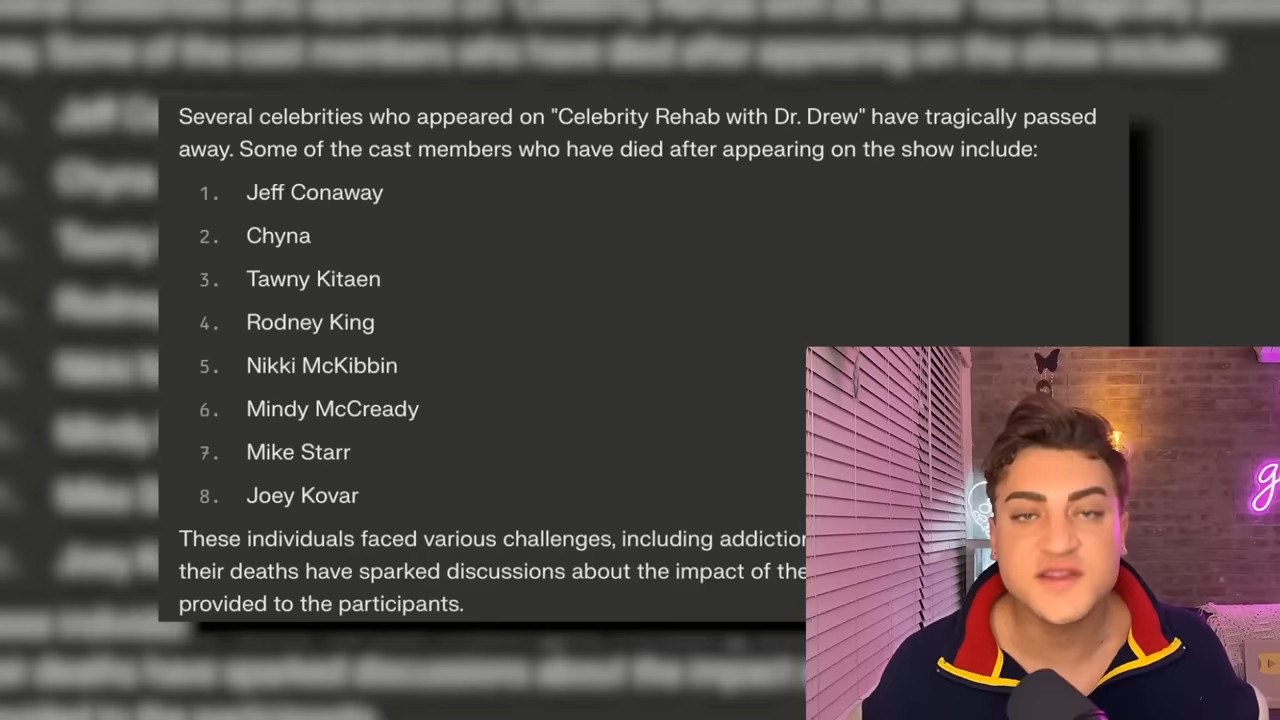 Several celebrities who appeared on "Celebrity Rehab with Dr. Drew" have tragically passed
away. Some of the cast members who have died after appearing on the show include:
1. Jeff Conaway
2. Chyna
3. Tawny Kitaen
4. Rodney King
5. Nikki McKibbin
6. Mindy McCready
7. Mike Starr
8. Joey Kovar
These individuals faced various challenges, including addiction
their deaths have sparked discussions about the impact of the
provided to the participants.
g